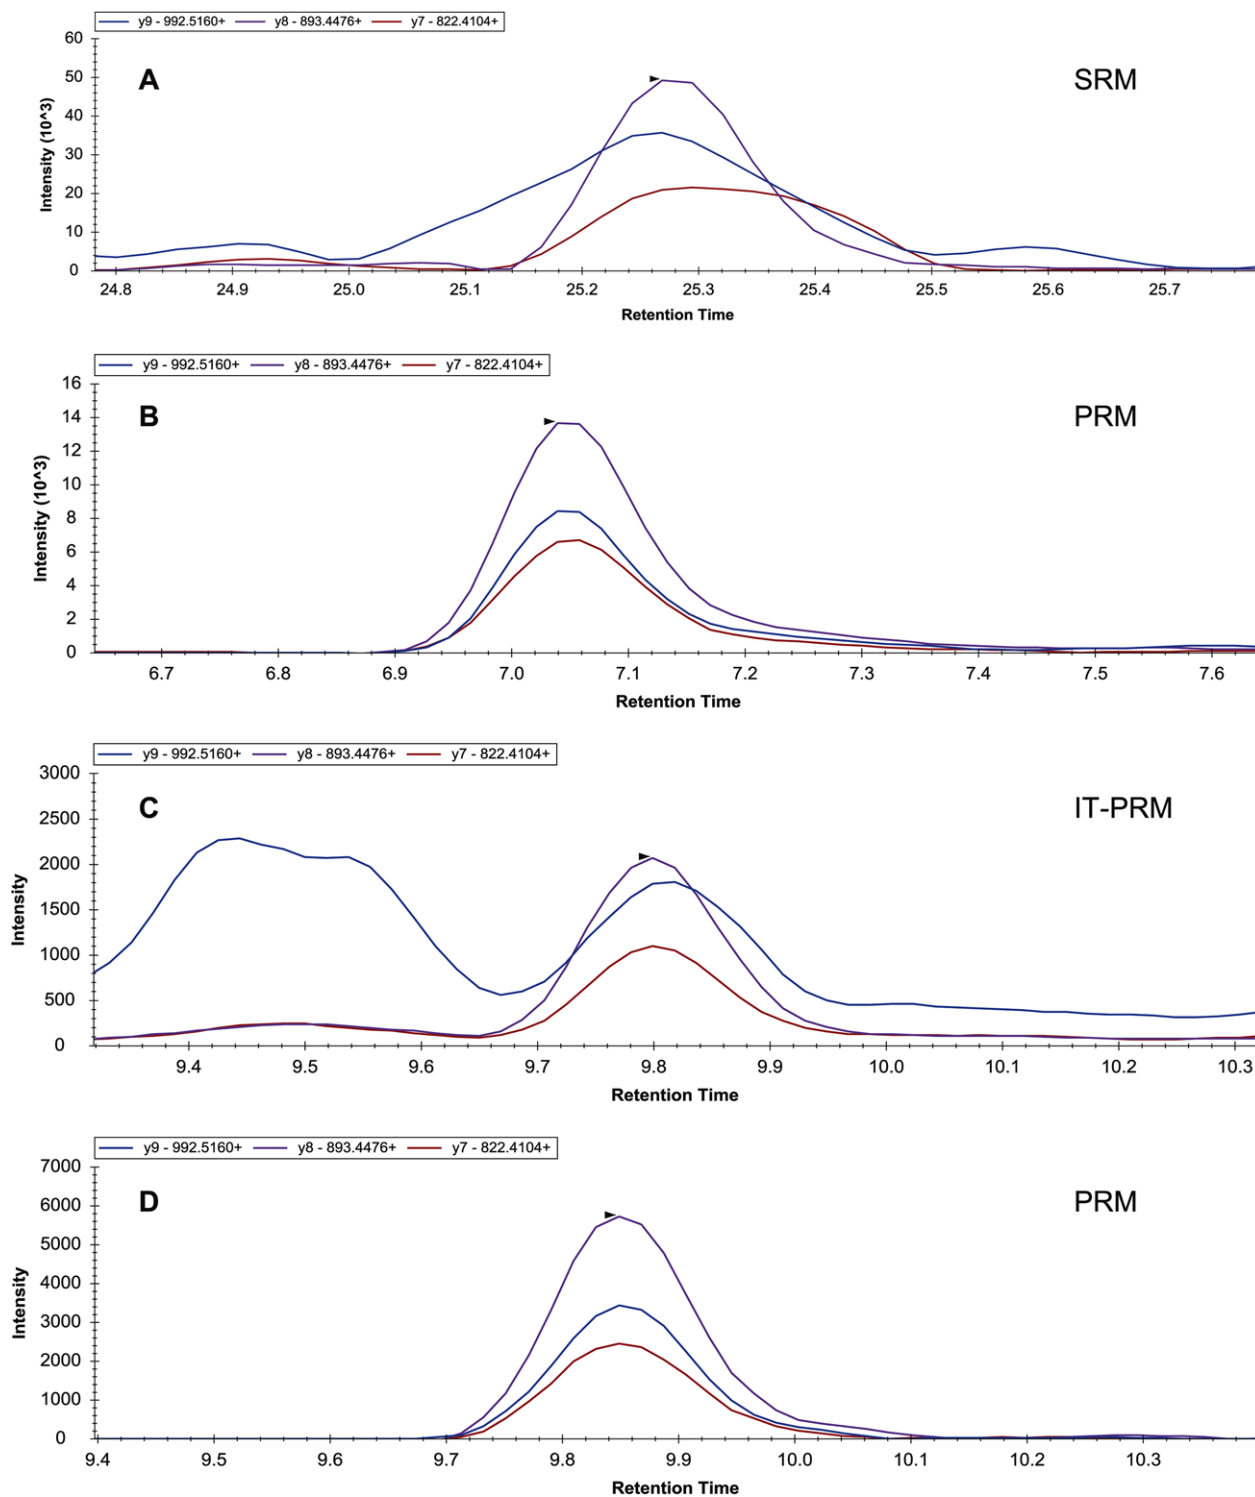 y9 - 992.5160+ y8 - 893.4476+ y7 - 822.4104+
A
SRM
Intensity (10^3)
60
50
40
30
20
10
0
24.8 24.9 25.0 25.1 25.2 25.3 25.4 25.5 25.6 25.7
Retention Time
y9 - 992.5160+ y8 - 893.4476+ y7 - 822.4104+
B
PRM
Intensity (10^3)
16
14
12
10
8
6
4
2
0
6.7 6.8 6.9 7.0 7.1 7.2 7.3 7.4 7.5 7.6
Retention Time
y9 - 992.5160+ y8 - 893.4476+ y7 - 822.4104+
C
IT-PRM
Intensity
3000
2500
2000
1500
1000
500
0
9.4 9.5 9.6 9.7 9.8 9.9 10.0 10.1 10.2 10.3
Retention Time
y9 - 992.5160+ y8 - 893.4476+ y7 - 822.4104+
D
PRM
Intensity
7000
6000
5000
4000
3000
2000
1000
0
9.4 9.5 9.6 9.7 9.8 9.9 10.0 10.1 10.2 10.3
Retention Time